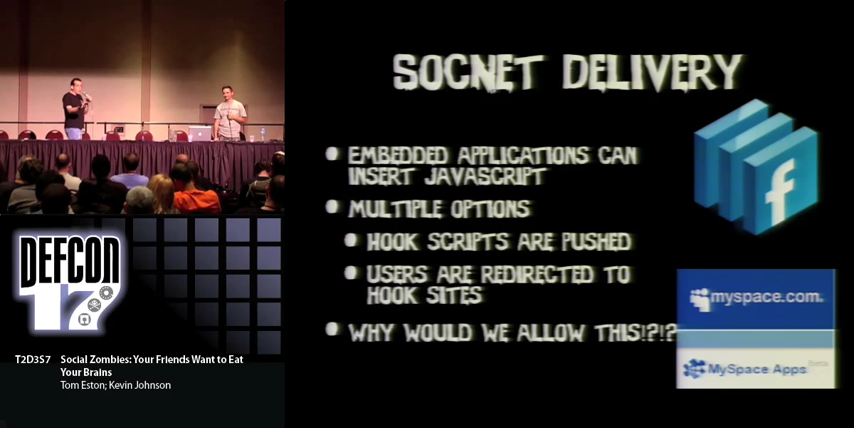 SOCNET DELIVERY
EMBEDDED APPLICATIONS CAN
INSERT JAVASCRIPT
MULTIPLE OPTIONS
HOOK SCRIPTS ARE PUSHED
USERS ARE REDIRECTED TO
HOOK SITES
WHY WOULD WE ALLOW THIS!?!?
f
myspace.com
MySpace Apps beta
DEFCON
17
T2D3S7 Social Zombies: Your Friends Want to Eat
Your Brains
Tom Eston; Kevin Johnson